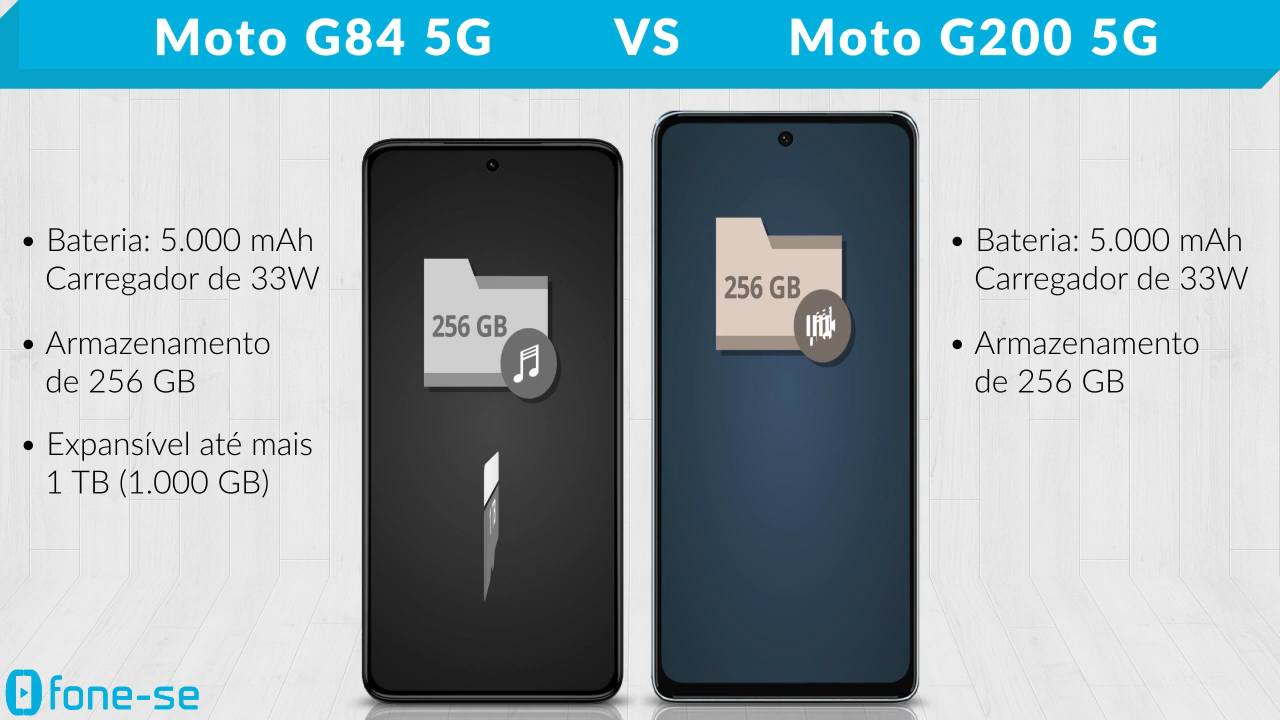 Moto G84 5G VS Moto G200 5G
• Bateria: 5.000 mAh
Carregador de 33W
• Armazenamento
de 256 GB
• Expansível até mais
1 TB (1.000 GB)
256 GB
256 GB
• Bateria: 5.000 mAh
Carregador de 33W
• Armazenamento
de 256 GB
fone-se